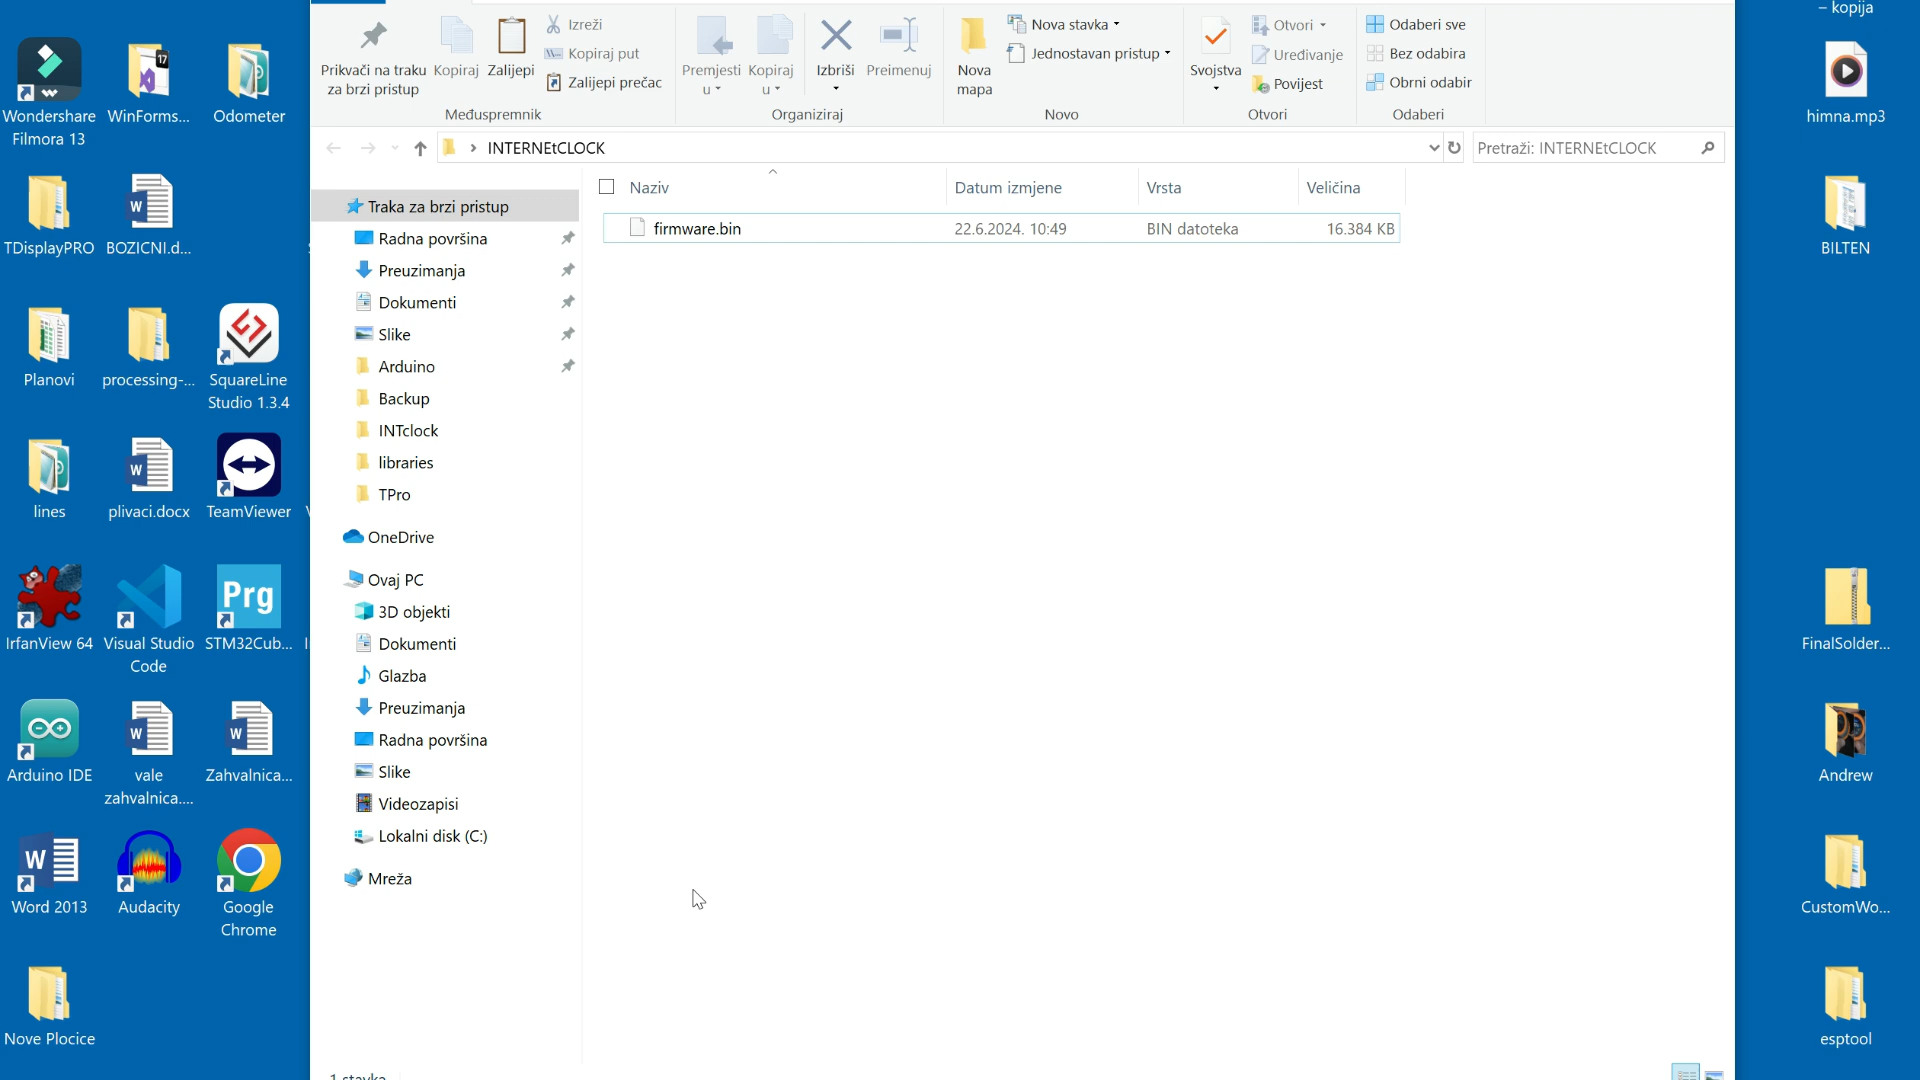 Wondershare
Filmora 13
WinForms...
Odometer
TDisplayPRO
BOZICNI.d...
Planovi
processing-...
SquareLine
Studio 1.3.4
lines
plivaci.docx
TeamViewer
IrfanView 64
Visual Studio
Code
Prg
STM32Cub...
Arduino IDE
vale
zahvalnica....
Zahvalnica...
Word 2013
Audacity
Google
Chrome
Nove Plocice
Prikvači na traku
za brzi pristup
Kopiraj
Zalijepi
Izreži
Kopiraj put
Zalijepi prečac
Međuspremnik
Premjesti
u
Kopiraj
u
Izbriši
Preimenuj
Organiziraj
Nova
mapa
Nova stavka
Jednostavan pristup
Novo
Svojstva
Otvori
Uređivanje
Povijest
Otvori
Odaberi sve
Bez odabira
Obrni odabir
Odaberi
INTERNEtCLOCK
Pretraži: INTERNEtCLOCK
Naziv
Datum izmjene
Vrsta
Veličina
firmware.bin
22.6.2024. 10:49
BIN datoteka
16.384 KB
Traka za brzi pristup
Radna površina
Preuzimanja
Dokumenti
Slike
Arduino
Backup
INTclock
libraries
TPro
OneDrive
Ovaj PC
3D objekti
Dokumenti
Glazba
Preuzimanja
Radna površina
Slike
Videozapisi
Lokalni disk (C:)
Mreža
1 stavka
– kopija
himna.mp3
BILTEN
FinalSolder...
Andrew
CustomWo...
esptool